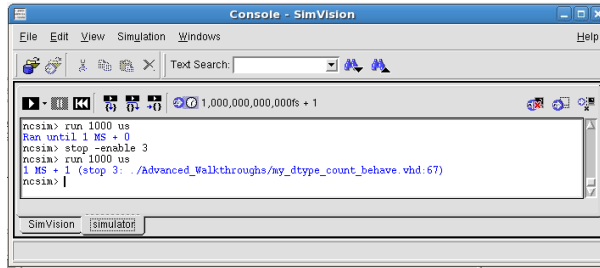 Console - SimVision
File Edit View Simulation Windows Help
Text Search:
1,000,000,000,000fs + 1
ncsim> run 1000 us
Ran until 1 MS + 0
ncsim> stop -enable 3
ncsim> run 1000 us
1 MS + 1 (stop 3: ./Advanced_Walkthroughs/my_dtype_count_behave.vhd:67)
ncsim>
SimVision simulator